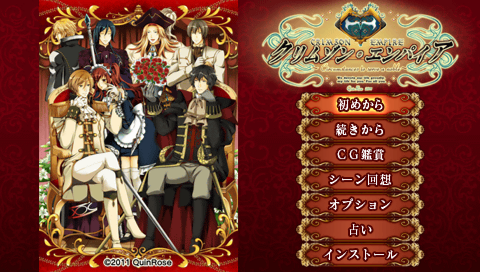 CRIMSON EMPIRE
クリムゾン・エンパイア
初めから
続きから
CG鑑賞
シーン回想
オプション
占い
インストール
©2011 QuinRose